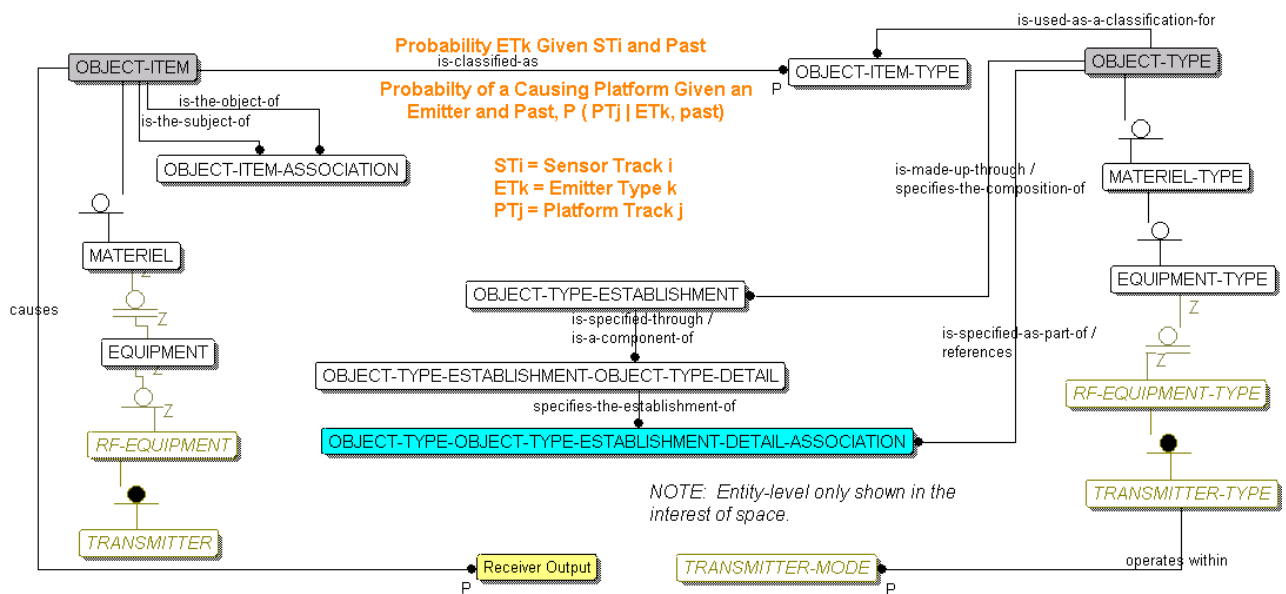 is-used-as-a-classification-for
Probability ETk Given STi and Past
OBJECT-ITEM
is-classified-as
OBJECT-ITEM-TYPE
OBJECT-TYPE
P
Probabilty of a Causing Platform Given an
Emitter and Past, P ( PTj | ETk, past)
is-the-object-of
is-the-subject-of
OBJECT-ITEM-ASSOCIATION
STi = Sensor Track i
ETk = Emitter Type k
PTj = Platform Track j
is-made-up-through /
specifies-the-composition-of
MATERIEL-TYPE
MATERIEL
Z
EQUIPMENT-TYPE
Z
causes
OBJECT-TYPE-ESTABLISHMENT
is-specified-through /
is-a-component-of
is-specified-as-part-of /
references
Z
EQUIPMENT
Z
Z
OBJECT-TYPE-ESTABLISHMENT-OBJECT-TYPE-DETAIL
RF-EQUIPMENT-TYPE
specifies-the-establishment-of
RF-EQUIPMENT
OBJECT-TYPE-OBJECT-TYPE-ESTABLISHMENT-DETAIL-ASSOCIATION
NOTE: Entity-level only shown in the
interest of space.
TRANSMITTER-TYPE
TRANSMITTER
Receiver Output
TRANSMITTER-MODE
operates within
P
P